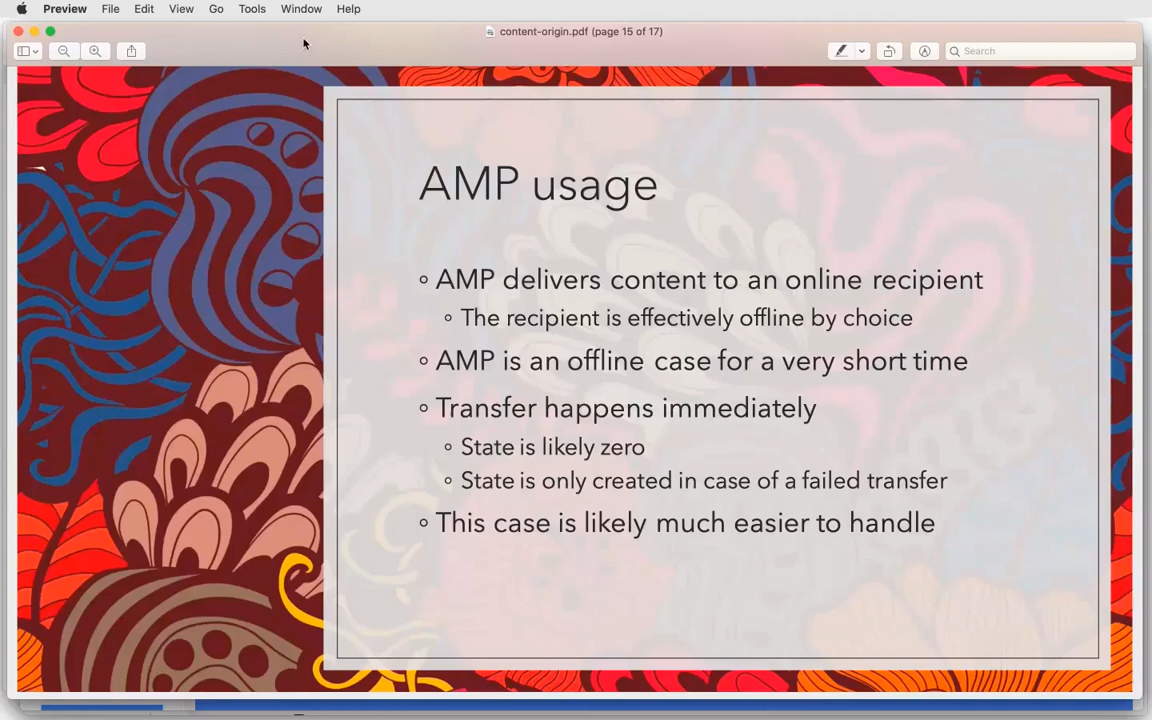 Preview File Edit View Go Tools Window Help
content-origin.pdf (page 15 of 17)
Search
AMP usage
AMP delivers content to an online recipient
The recipient is effectively offline by choice
AMP is an offline case for a very short time
Transfer happens immediately
State is likely zero
State is only created in case of a failed transfer
This case is likely much easier to handle